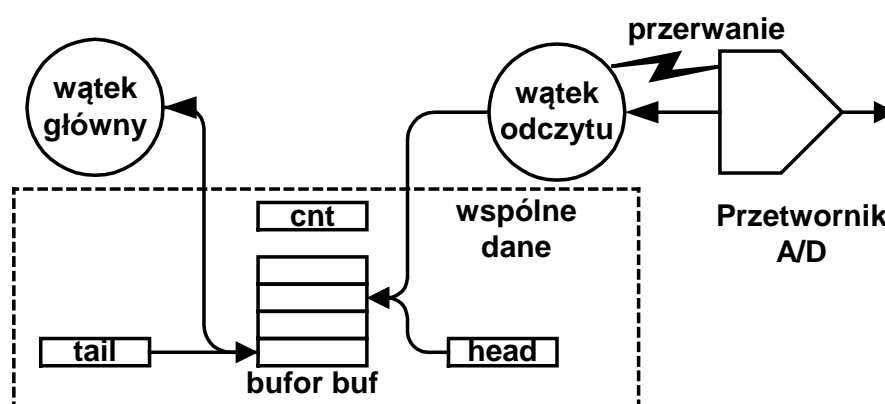 przerwanie
wątek
główny
wątek
odczytu
cnt
wspólne
dane
Przetwornik
A/D
tail
head
bufor buf